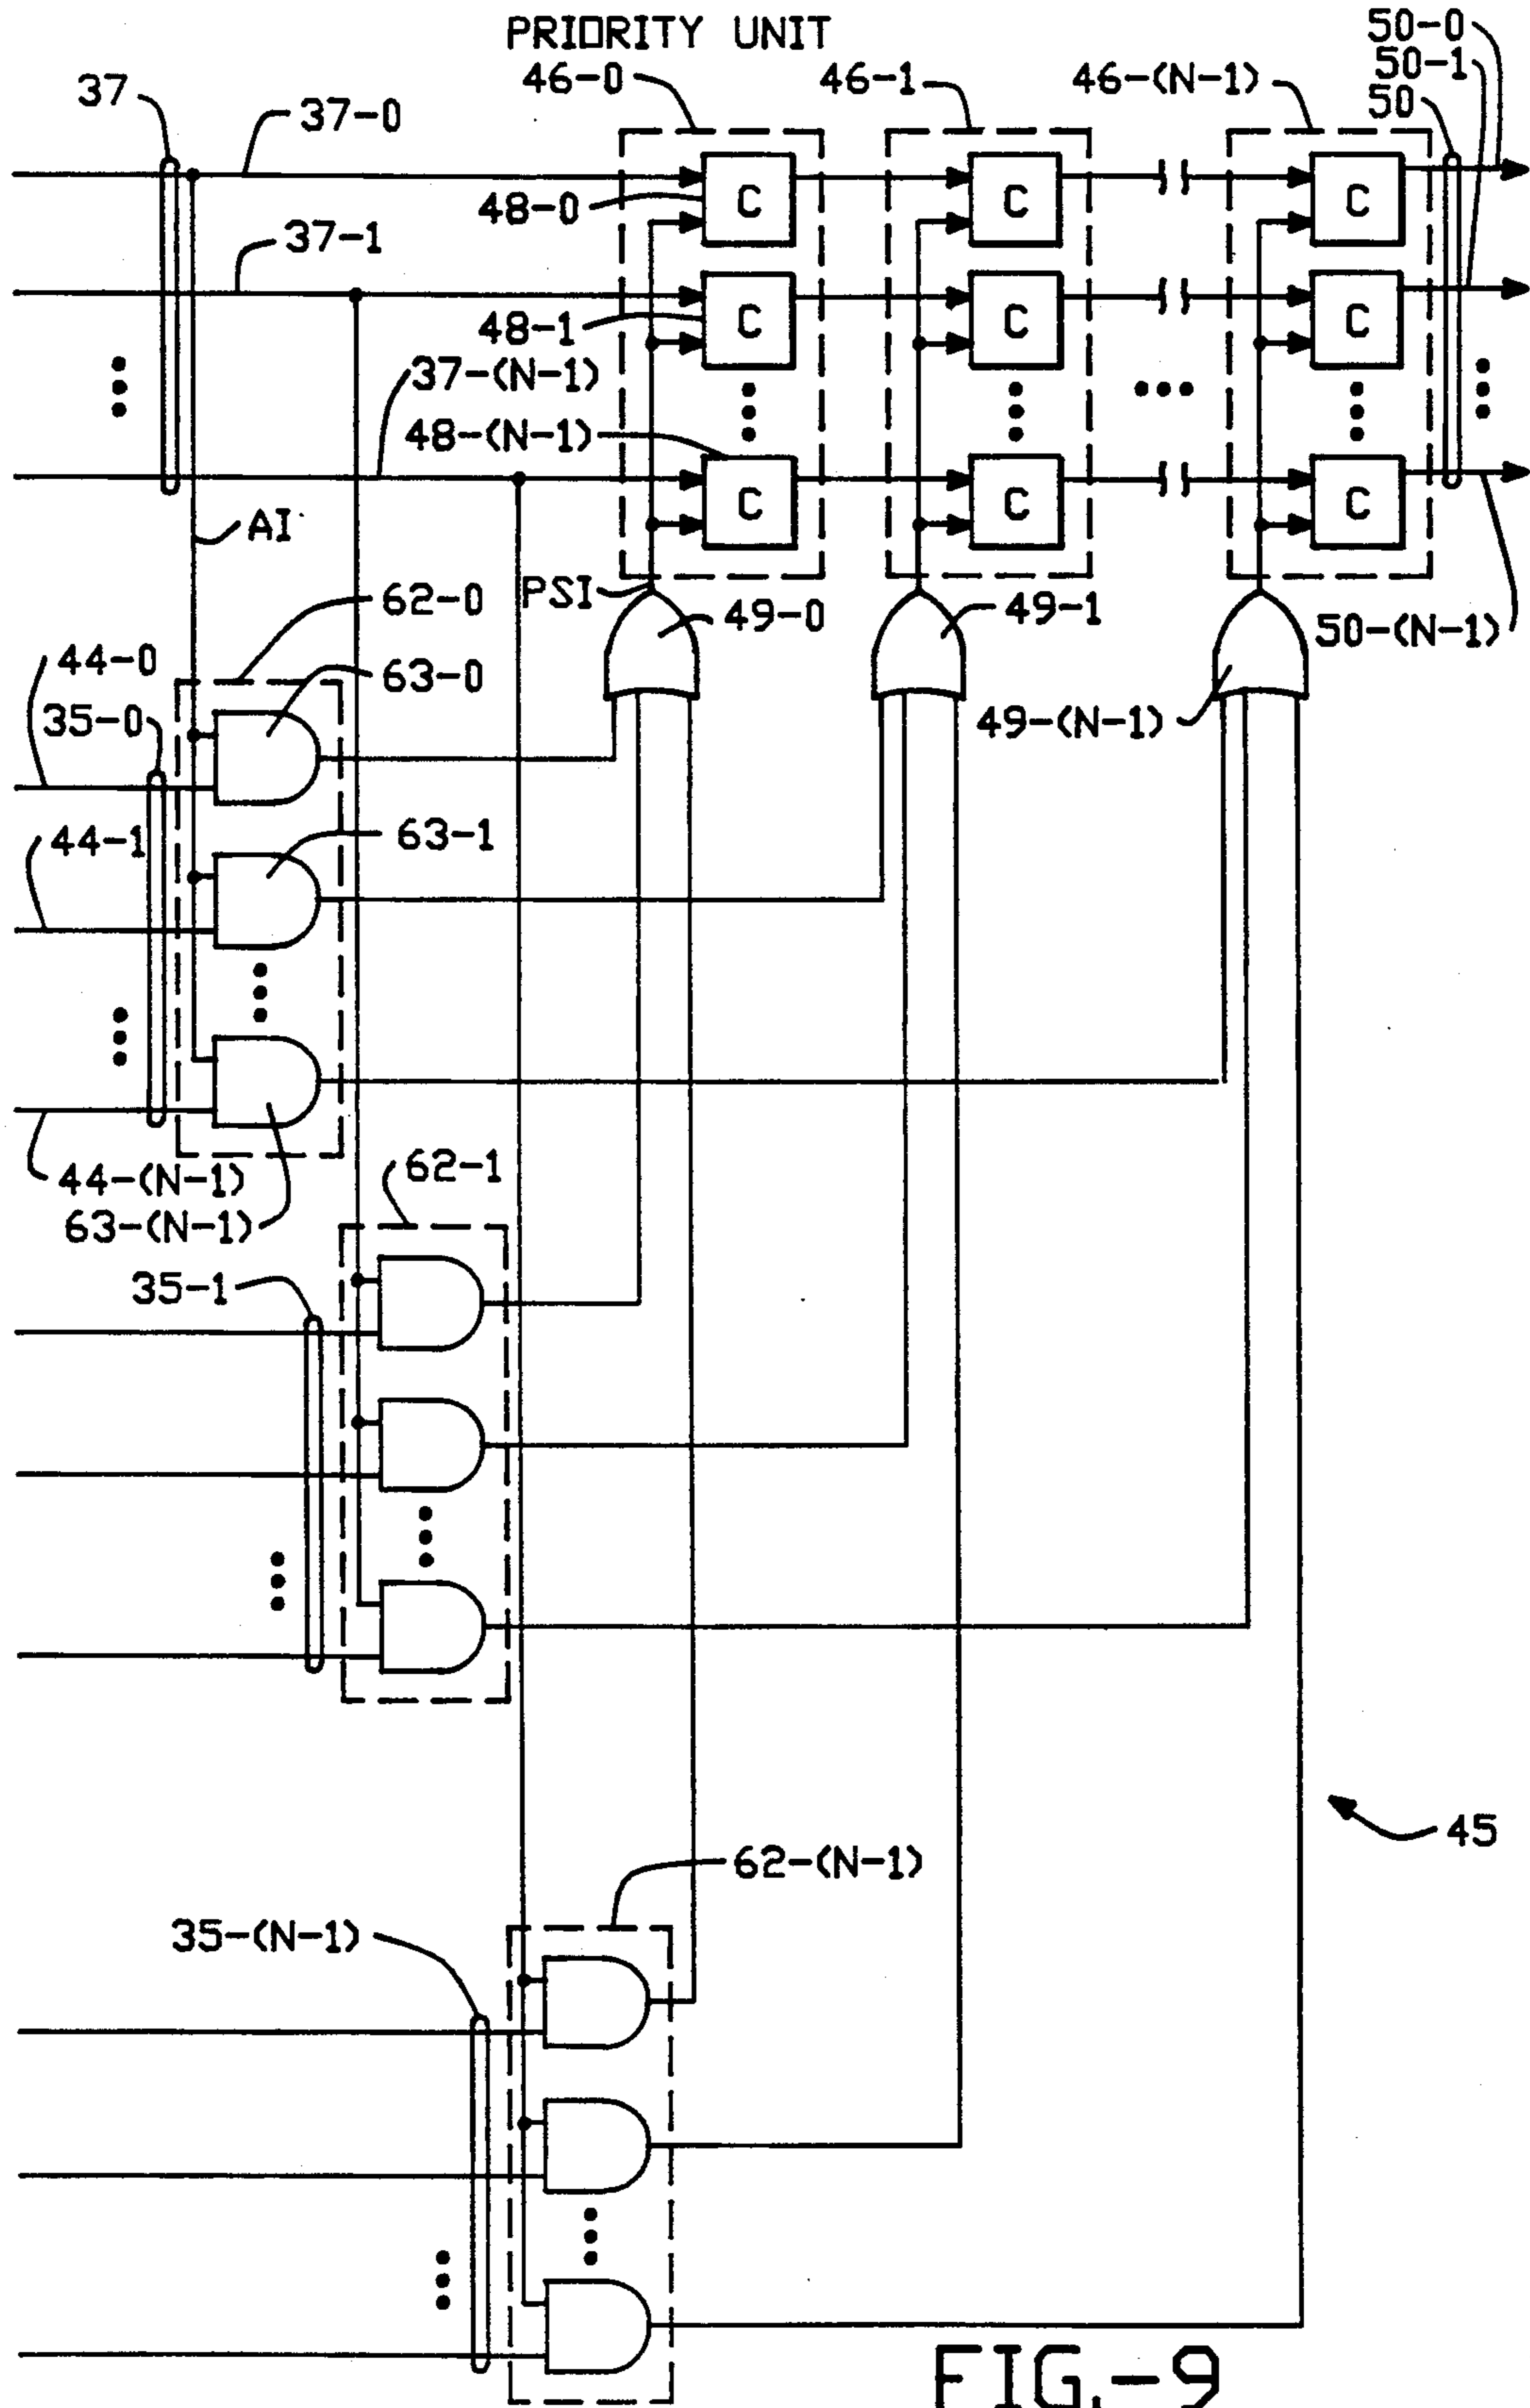 PRIORITY UNIT
50-0
46-0
46-1
46-(N-1)
50-1
37
50
37-0
C
C
C
48-0
37-1
C
C
C
48-1
37-(N-1)
48-(N-1)
C
C
C
AI
PSI
62-0
49-0
49-1
50-(N-1)
44-0
63-0
35-0
49-(N-1)
44-1
63-1
44-(N-1)
62-1
63-(N-1)
35-1
45
62-(N-1)
35-(N-1)
FIG.-9